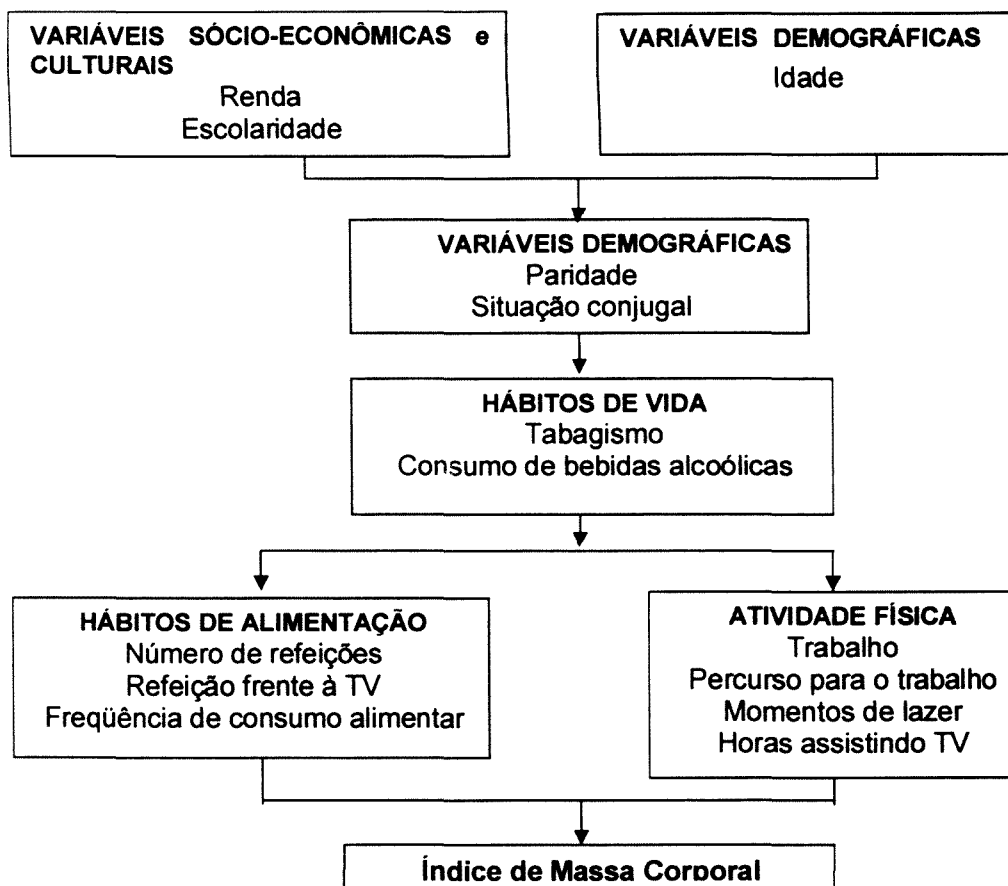 VARIÁVEIS SÓCIO-ECONÔMICAS e
CULTURAIS
Renda
Escolaridade
VARIÁVEIS DEMOGRÁFICAS
Idade
VARIÁVEIS DEMOGRÁFICAS
Paridade
Situação conjugal
HÁBITOS DE VIDA
Tabagismo
Consumo de bebidas alcoólicas
HÁBITOS DE ALIMENTAÇÃO
Número de refeições
Refeição frente à TV
Freqüência de consumo alimentar
ATIVIDADE FÍSICA
Trabalho
Percurso para o trabalho
Momentos de lazer
Horas assistindo TV
Índice de Massa Corporal